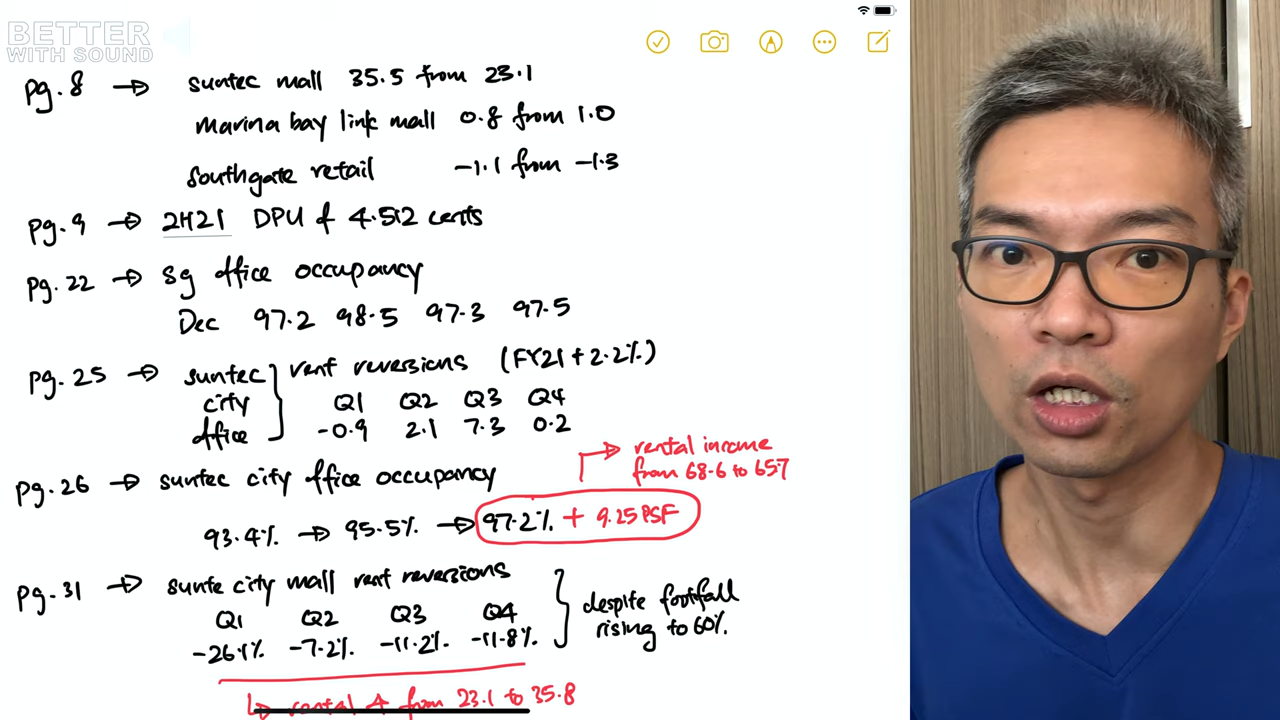 BETTER
WITH SOUND
pg. 8 → suntec mall 35.5 from 23.1
marina bay link mall 0.8 from 1.0
southgate retail -1.1 from -1.3
pg. 9 → 2H21 DPU of 4.512 cents
pg. 22 → sg office occupancy
Dec 97.2 98.5 97.3 97.5
pg. 25 → suntec city office } rent reversions (FY21 +2.2%)
Q1 Q2 Q3 Q4
-0.9 2.1 7.3 0.2
→ rental income
from 68.6 to 65.7
pg. 26 → suntec city office occupancy
93.4% → 95.5% → 97.2% + 9.25 PSF
pg. 31 → sunte city mall rent reversions
Q1 Q2 Q3 Q4
-26.1% -7.2% -11.2% -11.8%
} despite footfall
rising to 60%.
↳ rental ↑ from 23.1 to 35.8